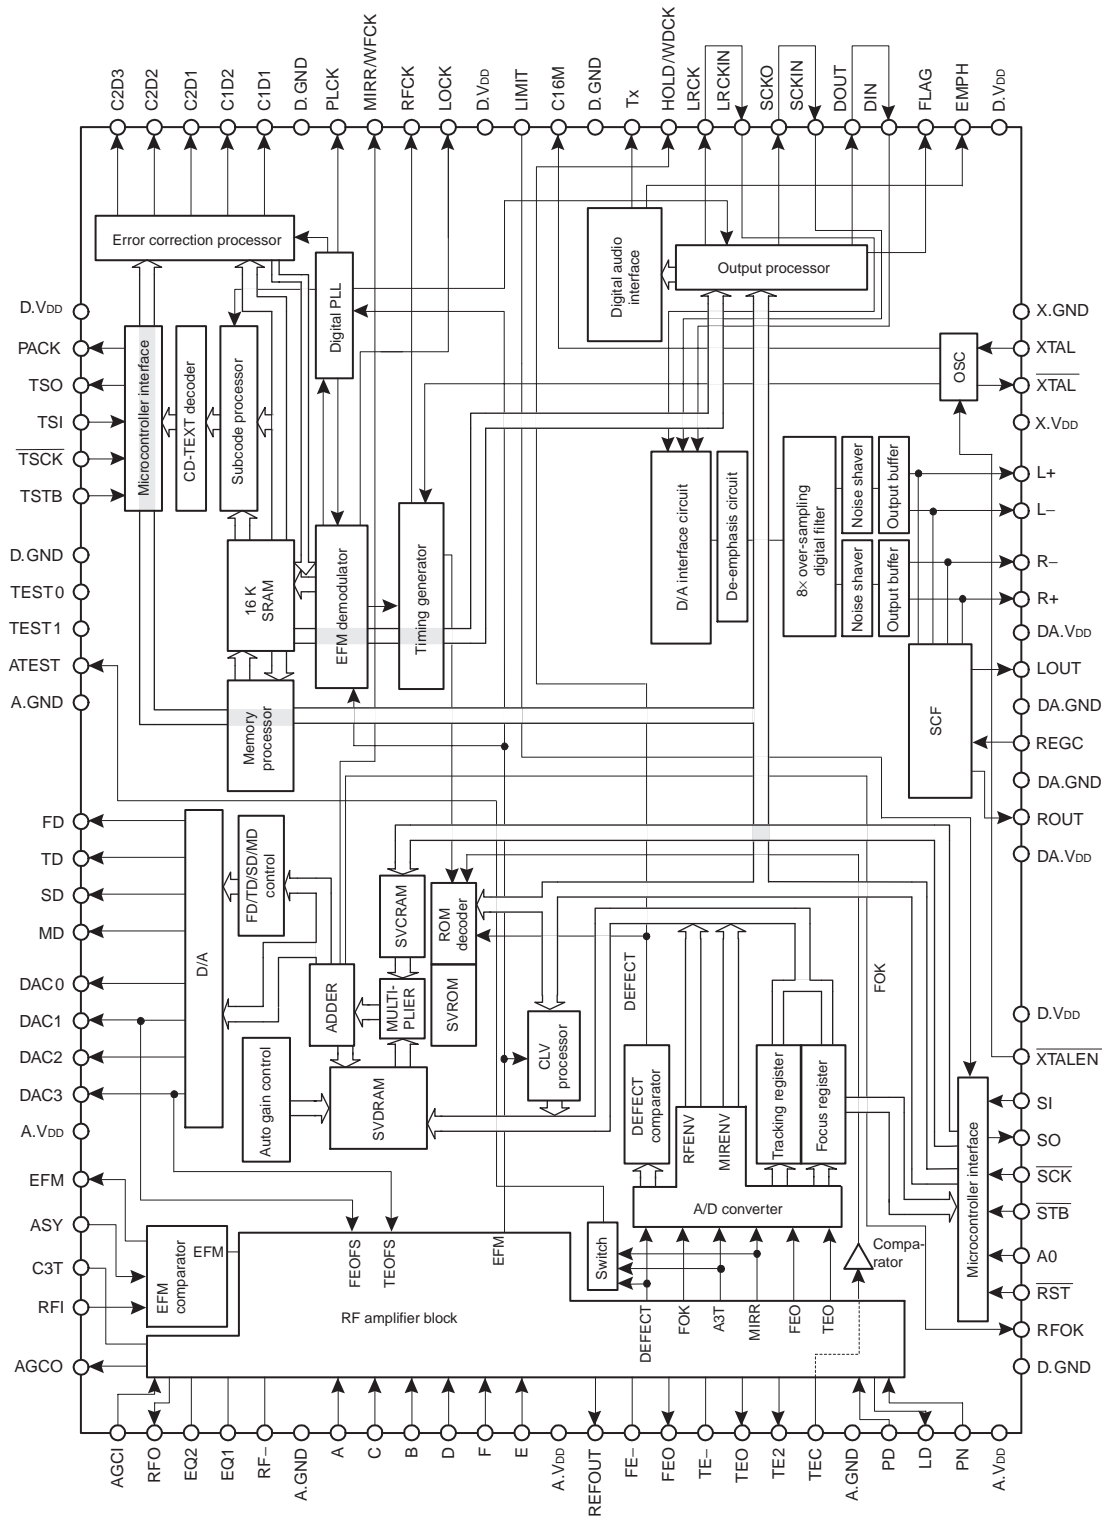 C2D3
C2D2
C2D1
C1D2
C1D1
D.GND
PLCK
MIRR/WFCK
RFCK
LOCK
D.VDD
LIMIT
C16M
D.GND
Tx
HOLD/WDCK
LRCK
LRCKIN
SCKO
SCKIN
DOUT
DIN
FLAG
EMPH
D.VDD
Error correction processor
Digital PLL
Digital audio
interface
Output processor
D.VDD
PACK
TSO
TSI
TSCK
TSTB
D.GND
TEST0
TEST1
ATEST
A.GND
Microcontroller interface
CD-TEXT decoder
Subcode processor
16 K
SRAM
EFM demodulator
Timing generator
Memory
processor
D/A interface circuit
De-emphasis circuit
8× over-sampling
digital filter
Noise shaver
Output buffer
Noise shaver
Output buffer
OSC
SCF
X.GND
XTAL
XTAL
X.VDD
L+
L−
R−
R+
DA.VDD
LOUT
DA.GND
REGC
DA.GND
ROUT
DA.VDD
FD
TD
SD
MD
DAC0
DAC1
DAC2
DAC3
A.VDD
EFM
ASY
C3T
RFI
AGCO
D/A
FD/TD/SD/MD
control
Auto gain control
ADDER
SVCRAM
MULTI-
PLIER
SVDRAM
ROM
decoder
SVROM
CLV
processor
DEFECT
FOK
DEFECT
comparator
RFENV
MIRENV
Tracking register
Focus register
A/D converter
Compa-
rator
Switch
Microcontroller interface
D.VDD
XTALEN
SI
SO
SCK
STB
A0
RST
RFOK
D.GND
EFM
comparator
EFM
FEOFS
TEOFS
EFM
RF amplifier block
DEFECT
FOK
A3T
MIRR
FEO
TEO
AGCI
RFO
EQ2
EQ1
RF−
A.GND
A
C
B
D
F
E
A.VDD
REFOUT
FE−
FEO
TE−
TEO
TE2
TEC
A.GND
PD
LD
PN
A.VDD